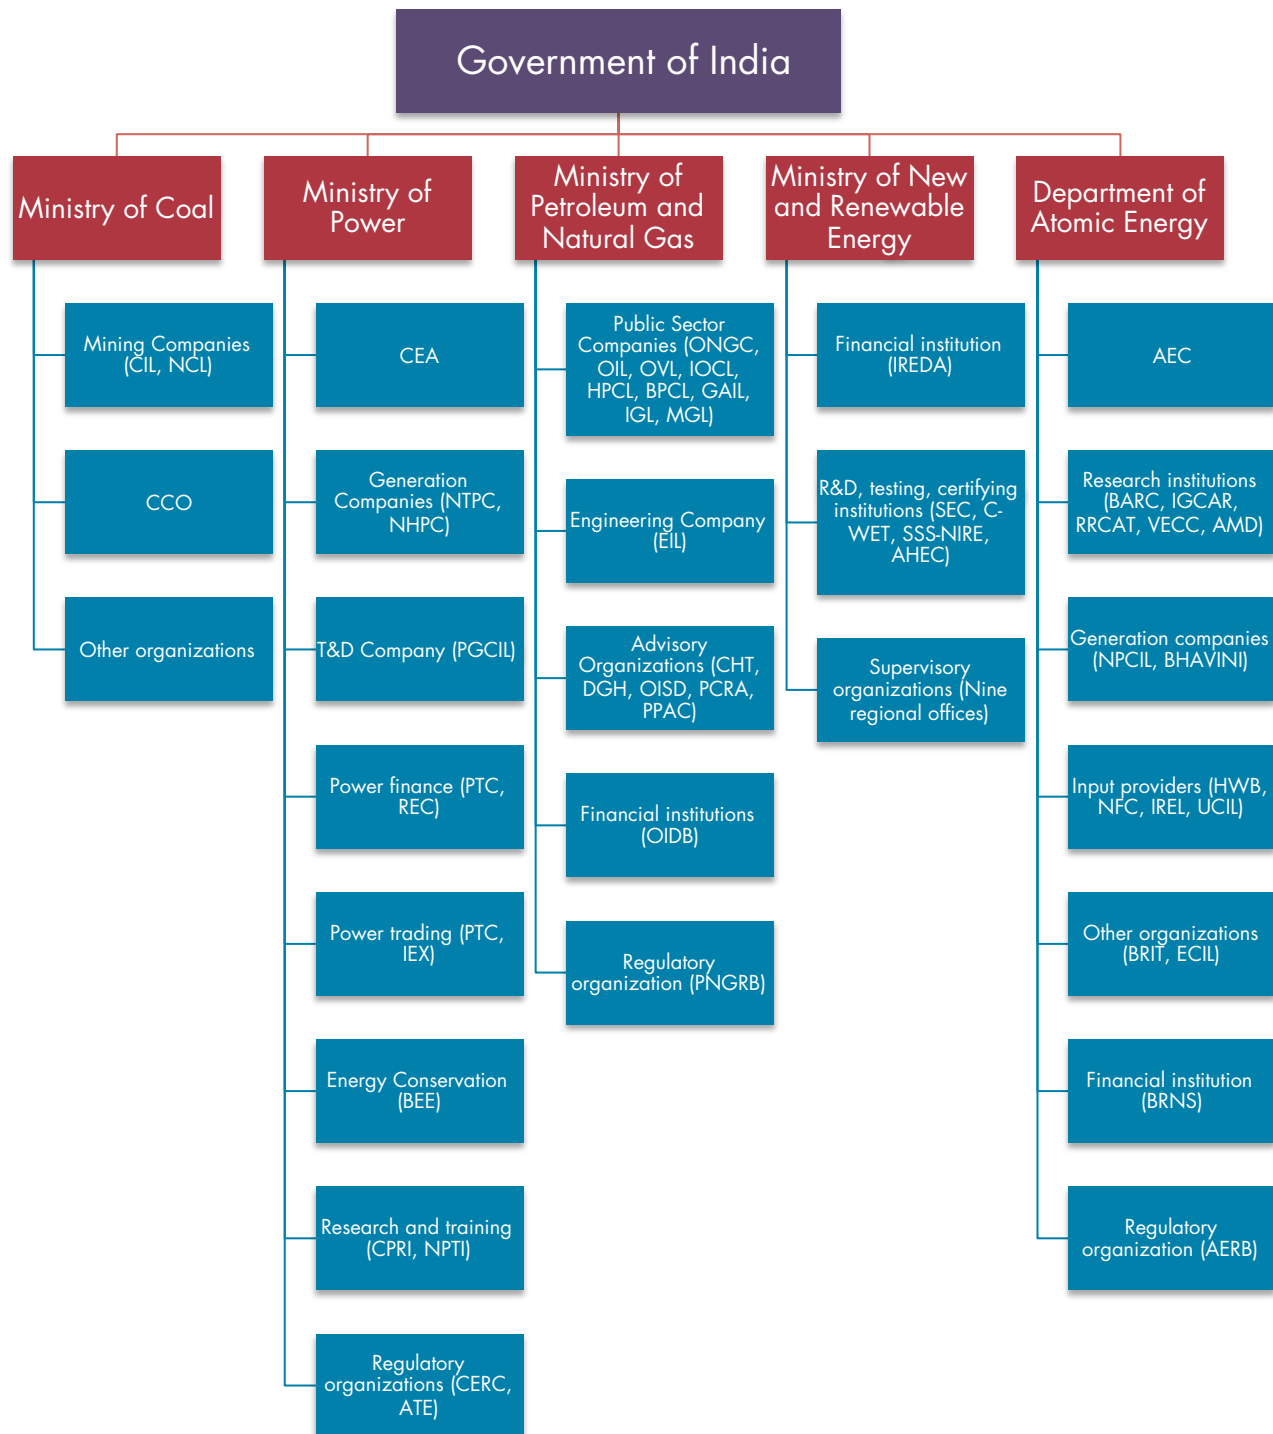 Government of India
Ministry of Coal
Mining Companies
(CIL, NCL)
CCO
Other organizations
Ministry of
Power
CEA
Generation
Companies (NTPC,
NHPC)
T&D Company (PGCIL)
Power finance (PTC,
REC)
Power trading (PTC,
IEX)
Energy Conservation
(BEE)
Research and training
(CPRI, NPTI)
Regulatory
organizations (CERC,
ATE)
Ministry of
Petroleum and
Natural Gas
Public Sector
Companies (ONGC,
OIL, OVL, IOCL,
HPCL, BPCL, GAIL,
IGL, MGL)
Engineering Company
(EIL)
Advisory
Organizations (CHT,
DGH, OISD, PCRA,
PPAC)
Financial institutions
(OIDB)
Regulatory
organization (PNGRB)
Ministry of New
and Renewable
Energy
Financial institution
(IREDA)
R&D, testing, certifying
institutions (SEC, C-
WET, SSS-NIRE,
AHEC)
Supervisory
organizations (Nine
regional offices)
Department of
Atomic Energy
AEC
Research institutions
(BARC, IGCAR,
RRCAT, VECC, AMD)
Generation companies
(NPCIL, BHAVINI)
Input providers (HWB,
NFC, IREL, UCIL)
Other organizations
(BRIT, ECIL)
Financial institution
(BRNS)
Regulatory
organization (AERB)